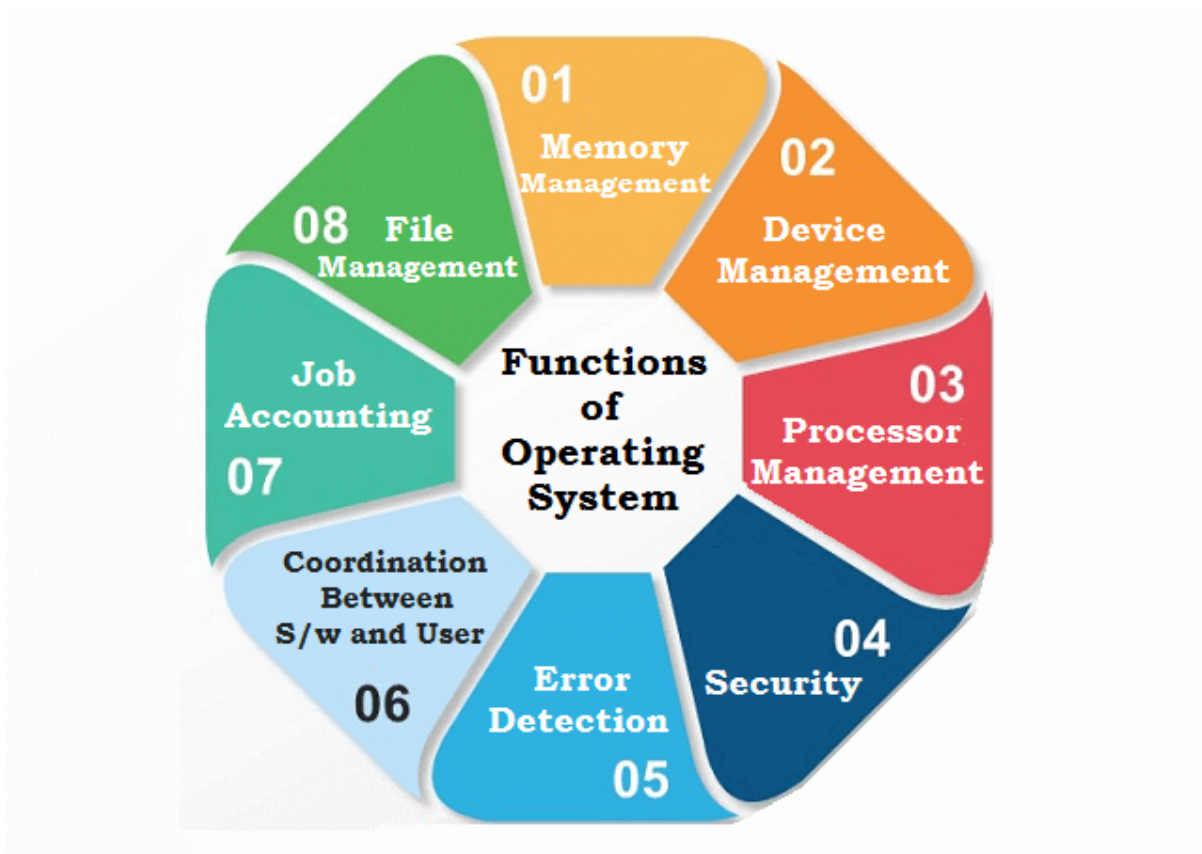 Functions
of
Operating
System
01
Memory
Management
02
Device
Management
03
Processor
Management
04
Security
Error
Detection
05
Coordination
Between
S/w and User
06
Job
Accounting
07
08 File
Management